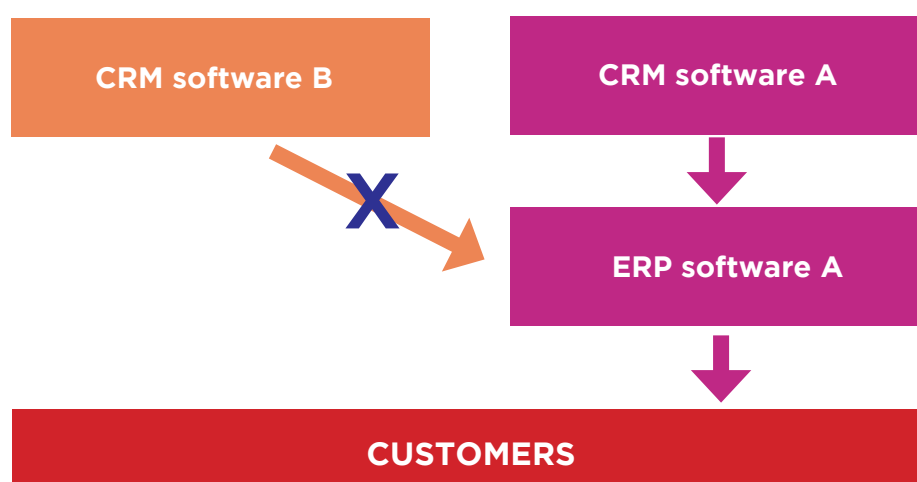 CRM software B
CRM software A
X
ERP software A
CUSTOMERS